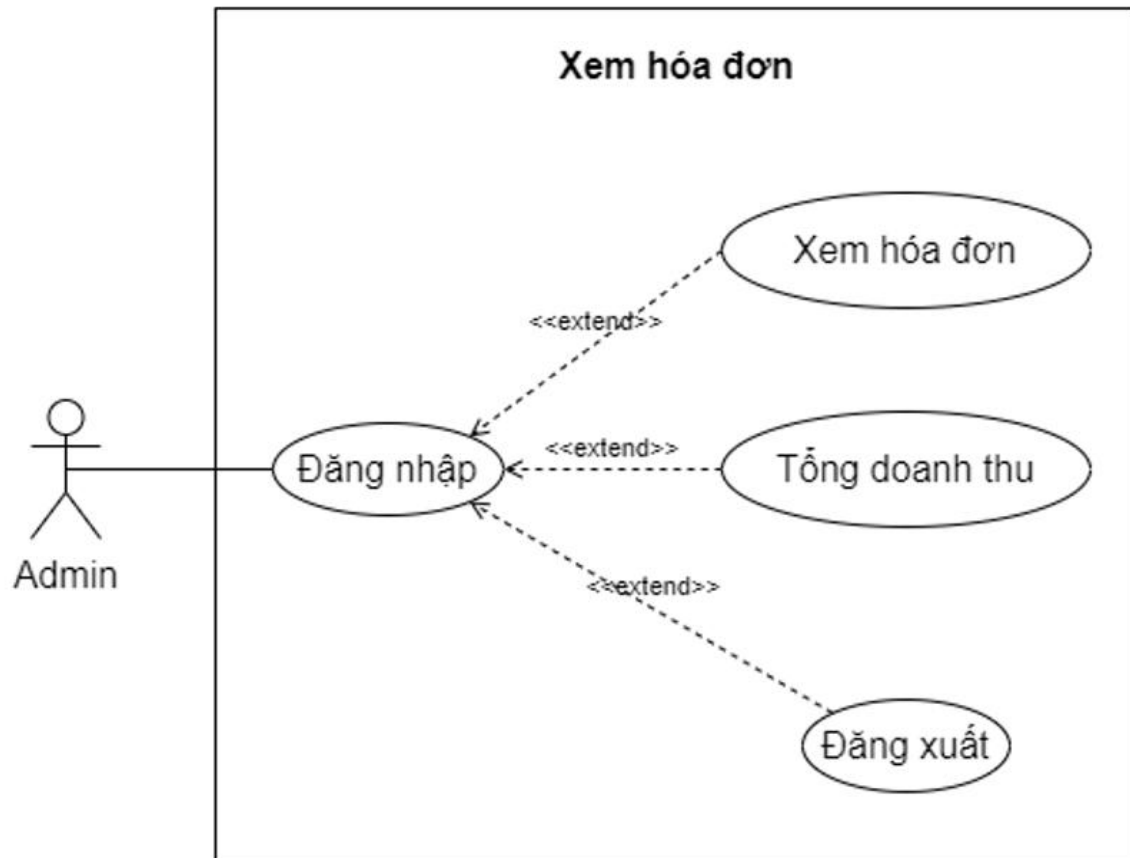 Xem hóa đơn
Xem hóa đơn
<<extend>>
Đăng nhập
<<extend>>
Tổng doanh thu
Admin
<<extend>>
Đăng xuất